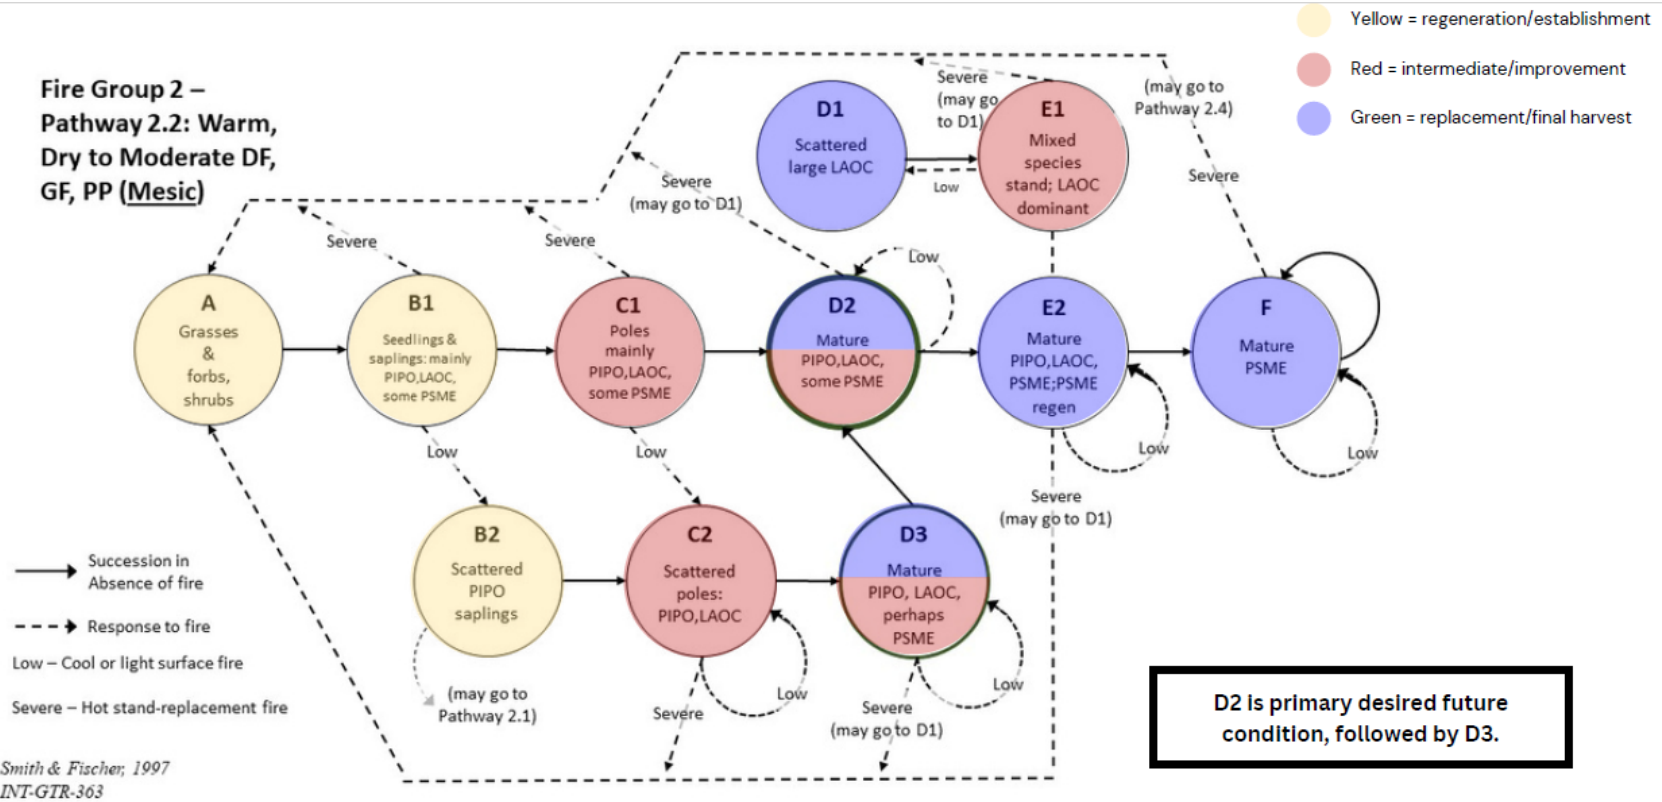 Yellow = regeneration/establishment
Red = intermediate/improvement
Green = replacement/final harvest
Fire Group 2 –
Pathway 2.2: Warm,
Dry to Moderate DF,
GF, PP (Mesic)
Severe
(may go
to D1)
(may go to
Pathway 2.4)
D1
Scattered
large LAOC
E1
Mixed
species
stand; LAOC
dominant
Low
Severe
Severe
(may go to D1)
Severe
Severe
Low
A
Grasses
&
forbs,
shrubs
B1
Seedlings &
saplings: mainly
PIPO,LAOC,
some PSME
C1
Poles
mainly
PIPO,LAOC,
some PSME
D2
Mature
PIPO,LAOC,
some PSME
E2
Mature
PIPO,LAOC,
PSME;PSME
regen
F
Mature
PSME
Low
Low
Low
Low
Severe
(may go to D1)
B2
Scattered
PIPO
saplings
C2
Scattered
poles:
PIPO,LAOC
D3
Mature
PIPO, LAOC,
perhaps
PSME
Succession in
Absence of fire
Response to fire
Low – Cool or light surface fire
Severe – Hot stand-replacement fire
(may go to
Pathway 2.1)
Low
Severe
Low
Severe
(may go to D1)
D2 is primary desired future
condition, followed by D3.
Smith & Fischer, 1997
INT-GTR-363